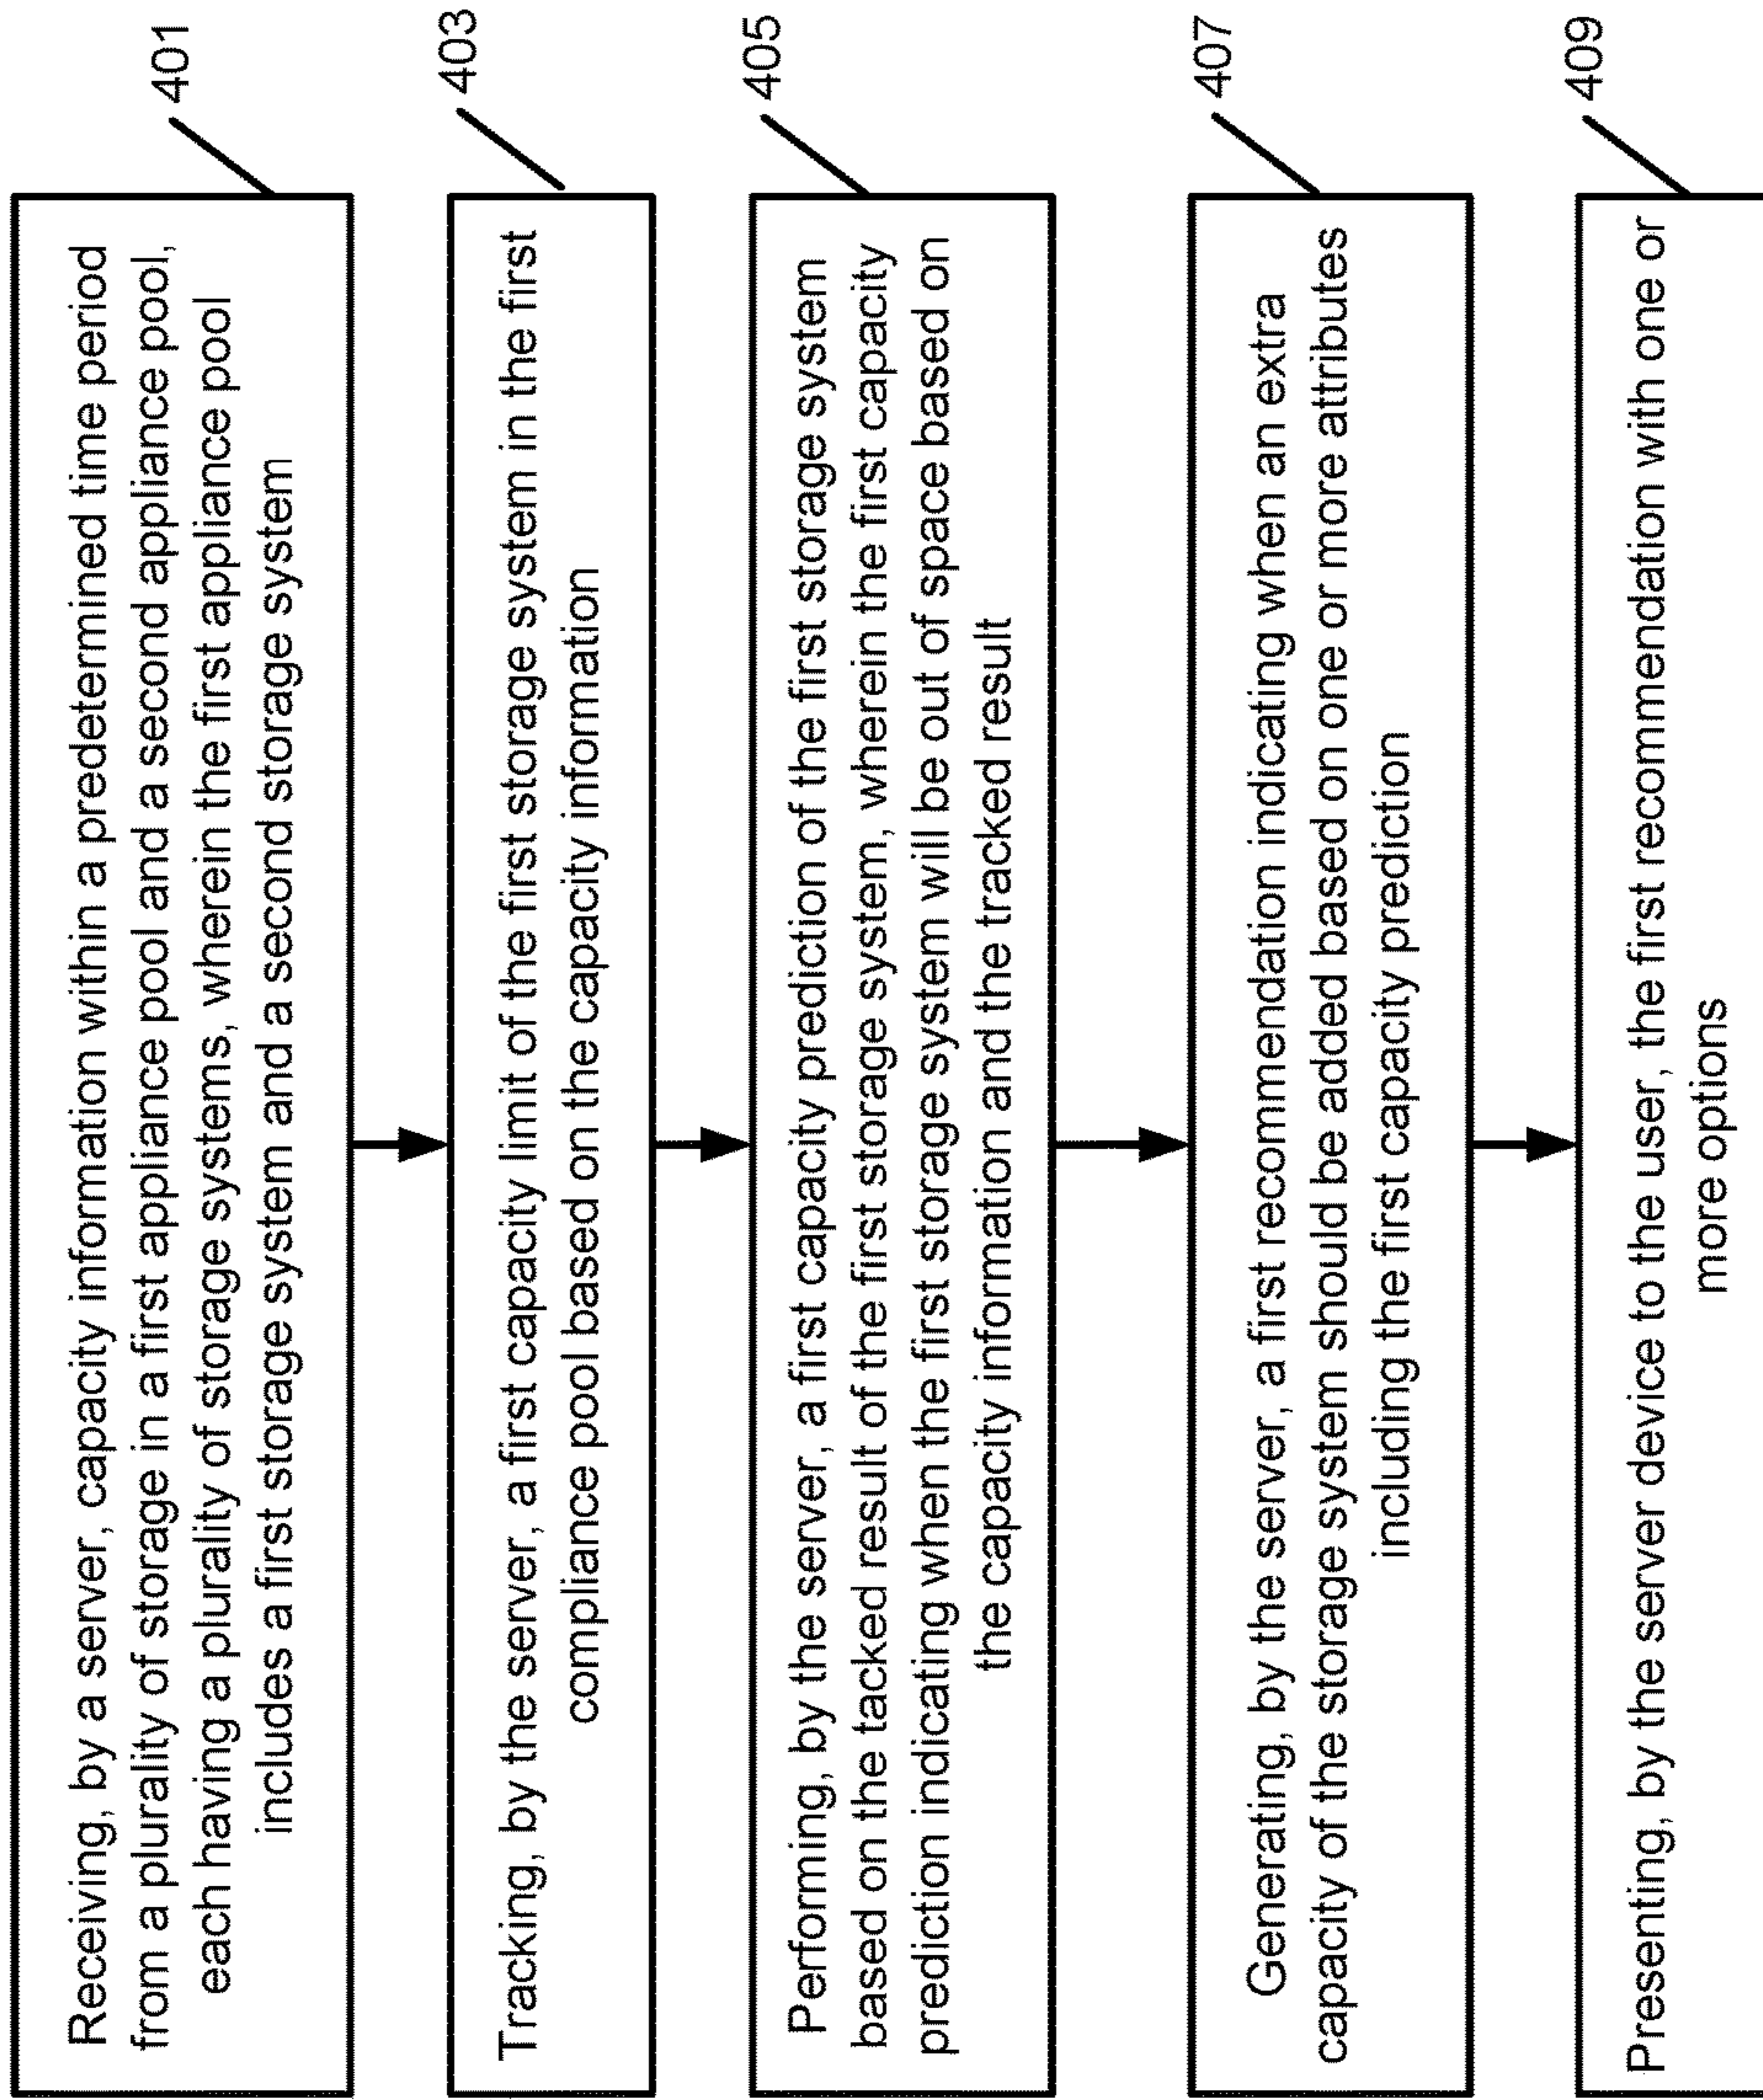 Receiving, by a server, capacity information within a predetermined time period
from a plurality of storage in a first appliance pool and a second appliance pool,
each having a plurality of storage systems, wherein the first appliance pool
includes a first storage system and a second storage system
401
Tracking, by the server, a first capacity limit of the first storage system in the first
compliance pool based on the capacity information
403
Performing, by the server, a first capacity prediction of the first storage system
based on the tacked result of the first storage system, wherein the first capacity
prediction indicating when the first storage system will be out of space based on
the capacity information and the tracked result
405
Generating, by the server, a first recommendation indicating when an extra
capacity of the storage system should be added based on one or more attributes
including the first capacity prediction
407
Presenting, by the server device to the user, the first recommendation with one or
more options
409